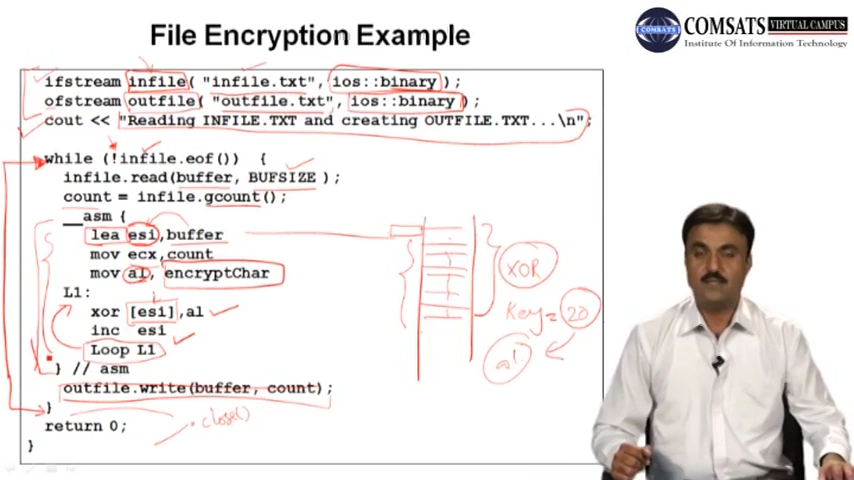 File Encryption Example
COMSATS VIRTUAL CAMPUS
Institute Of Information Technology
COMSATS
ifstream infile( "infile.txt", ios::binary );
ofstream outfile( "outfile.txt", ios::binary );
cout << "Reading INFILE.TXT and creating OUTFILE.TXT...\n";
while (!infile.eof()) {
infile.read(buffer, BUFSIZE );
count = infile.gcount();
__asm {
lea esi,buffer
mov ecx,count
mov al, encryptChar
L1:
xor [esi],al
inc esi
Loop L1
} // asm
outfile.write(buffer, count);
}
return 0;
}
XOR
Key = 20
al
.close()